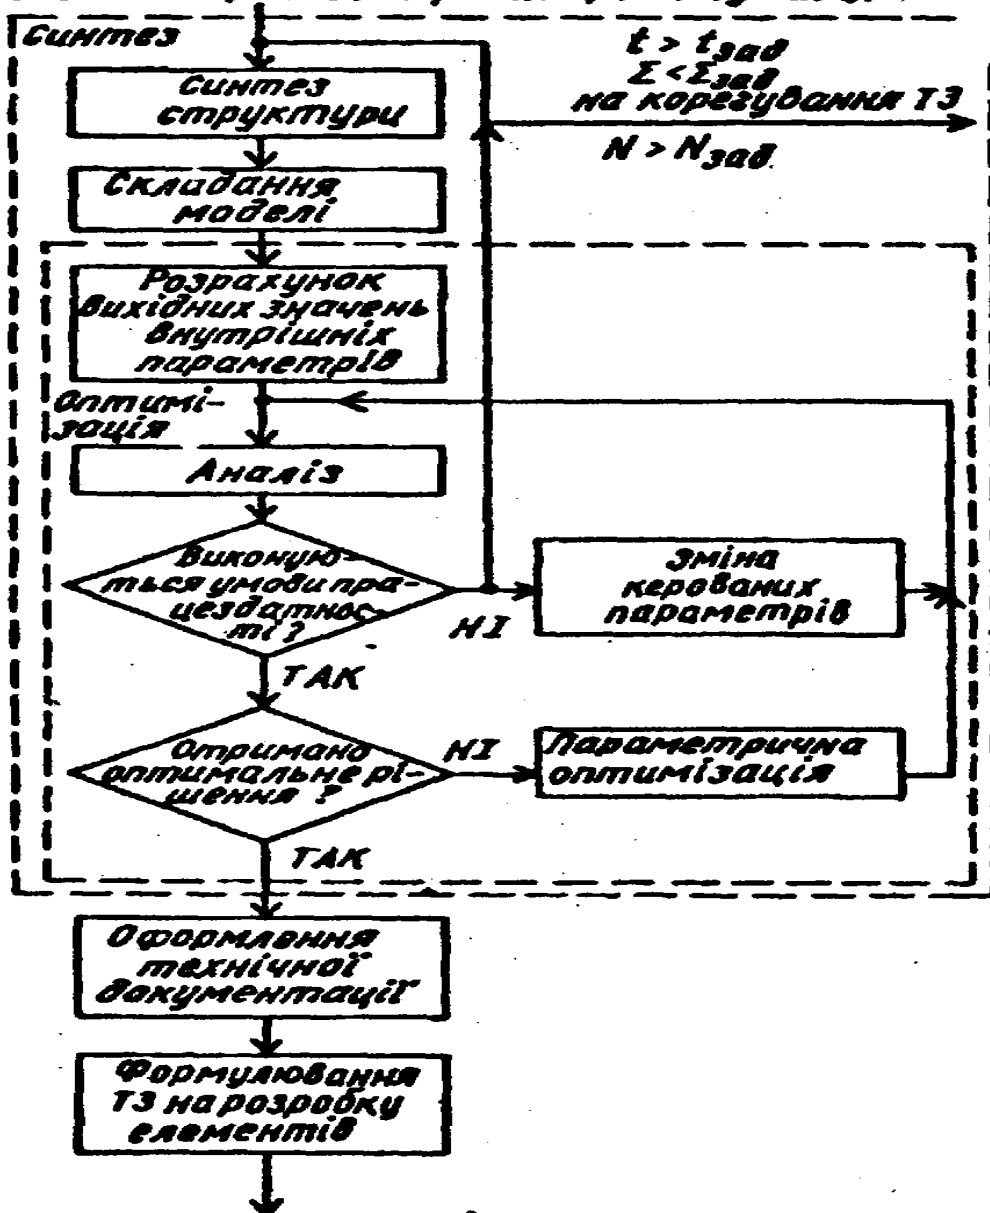 Синтез
t > tзад
Σ < Σзад
на корегування ТЗ
N > Nзад.
Синтез
структури
Складання
моделі
Розрахунок
вихідних значень
внутрішніх
параметрів
Оптимі-
зація
Аналіз
Виконую-
ться умови пра-
цездатнос-
ті ?
НІ
Зміна
керованих
параметрів
ТАК
Отримано
оптимальне рі-
шення ?
НІ
Параметрична
оптимізація
ТАК
Оформлення
технічної
документації
Формулювання
ТЗ на розробку
елементів